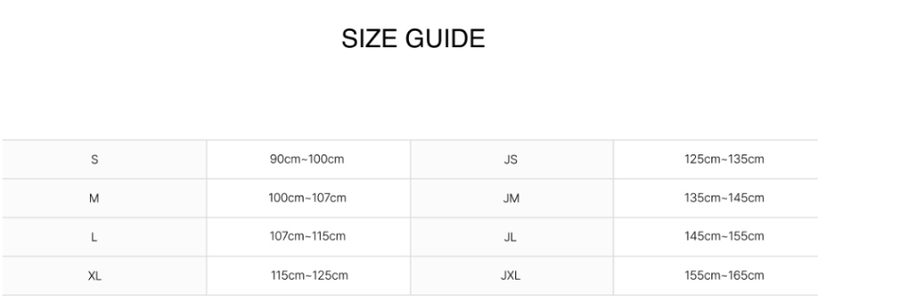 SIZE GUIDE
S 90cm~100cm JS 125cm~135cm
M 100cm~107cm JM 135cm~145cm
L 107cm~115cm JL 145cm~155cm
XL 115cm~125cm JXL 155cm~165cm